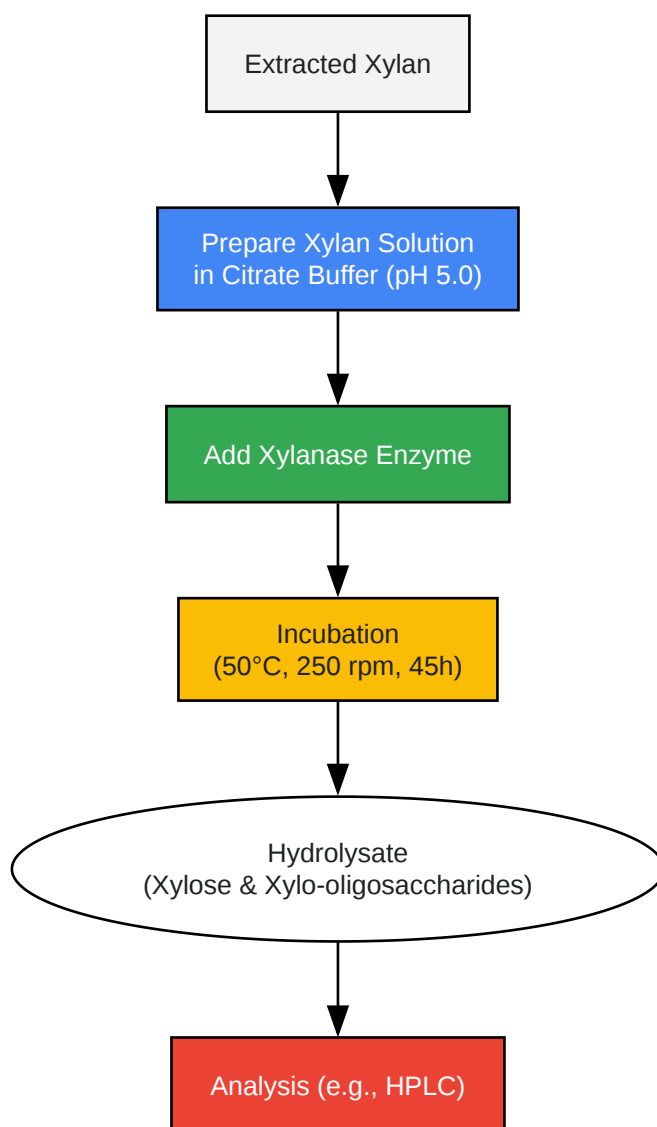 Extracted Xylan
Prepare Xylan Solution
in Citrate Buffer (pH 5.0)
Add Xylanase Enzyme
Incubation
(50°C, 250 rpm, 45h)
Hydrolysate
(Xylose & Xylo-oligosaccharides)
Analysis (e.g., HPLC)